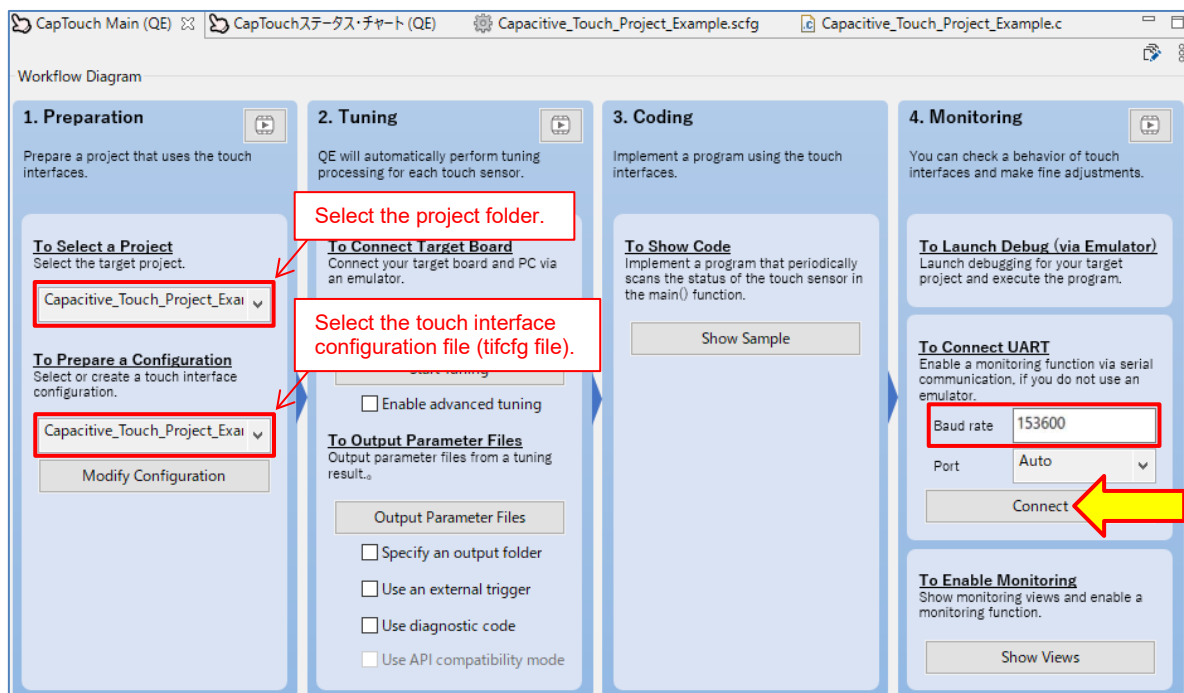 CapTouch Main (QE)
CapTouchステータス・チャート (QE)
Capacitive_Touch_Project_Example.scfg
Capacitive_Touch_Project_Example.c
Workflow Diagram
1. Preparation
Prepare a project that uses the touch
interfaces.
To Select a Project
Select the target project.
Capacitive_Touch_Project_Exa
To Prepare a Configuration
Select or create a touch interface
configuration.
Capacitive_Touch_Project_Exa
Modify Configuration
2. Tuning
QE will automatically perform tuning
processing for each touch sensor.
Select the project folder.
To Connect Target Board
Connect your target board and PC via
an emulator.
Select the touch interface
configuration file (tifcfg file).
Start Tuning
Enable advanced tuning
To Output Parameter Files
Output parameter files from a tuning
result.。
Output Parameter Files
Specify an output folder
Use an external trigger
Use diagnostic code
Use API compatibility mode
3. Coding
Implement a program using the touch
interfaces.
To Show Code
Implement a program that periodically
scans the status of the touch sensor in
the main() function.
Show Sample
4. Monitoring
You can check a behavior of touch
interfaces and make fine adjustments.
To Launch Debug (via Emulator)
Launch debugging for your target
project and execute the program.
To Connect UART
Enable a monitoring function via serial
communication, if you do not use an
emulator.
Baud rate 153600
Port Auto
Connect
To Enable Monitoring
Show monitoring views and enable a
monitoring function.
Show Views